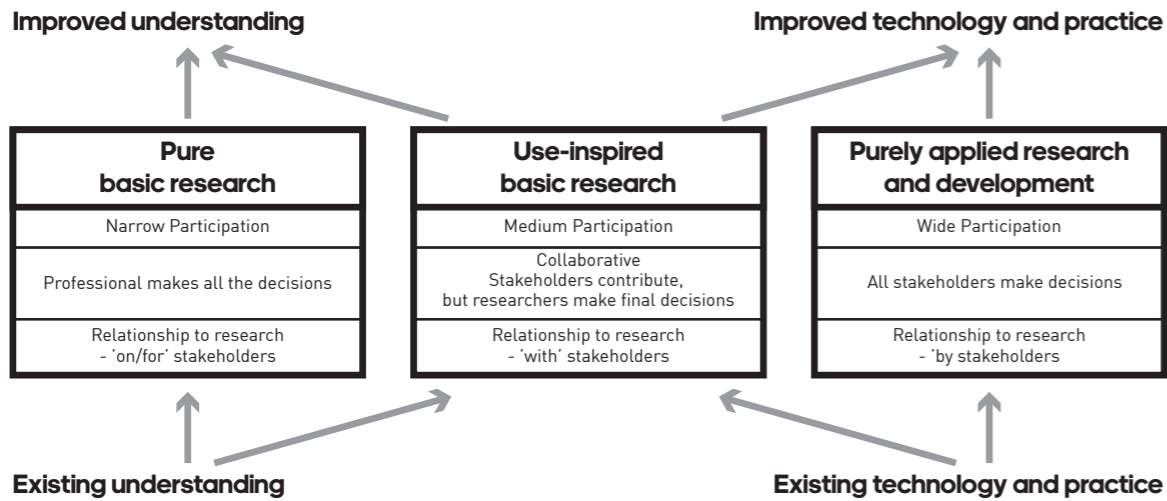 Improved understanding
Improved technology and practice
Pure
basic research
Narrow Participation
Professional makes all the decisions
Relationship to research
- 'on/for' stakeholders
Use-inspired
basic research
Medium Participation
Collaborative
Stakeholders contribute,
but researchers make final decisions
Relationship to research
- 'with' stakeholders
Purely applied research
and development
Wide Participation
All stakeholders make decisions
Relationship to research
- 'by stakeholders
Existing understanding
Existing technology and practice